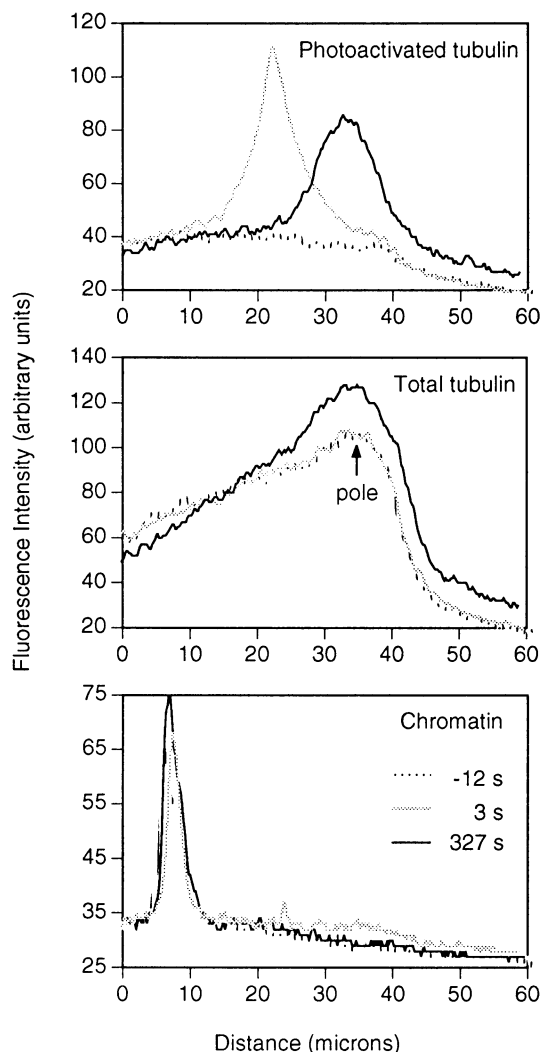 120
Photoactivated tubulin
100
80
60
40
20
0 10 20 30 40 50 60
140
Total tubulin
120
100
pole
80
60
40
20
0 10 20 30 40 50 60
Fluorescence Intensity (arbitrary units)
75
Chromatin
65
-12 s
3 s
55
327 s
45
35
25
0 10 20 30 40 50 60
Distance (microns)